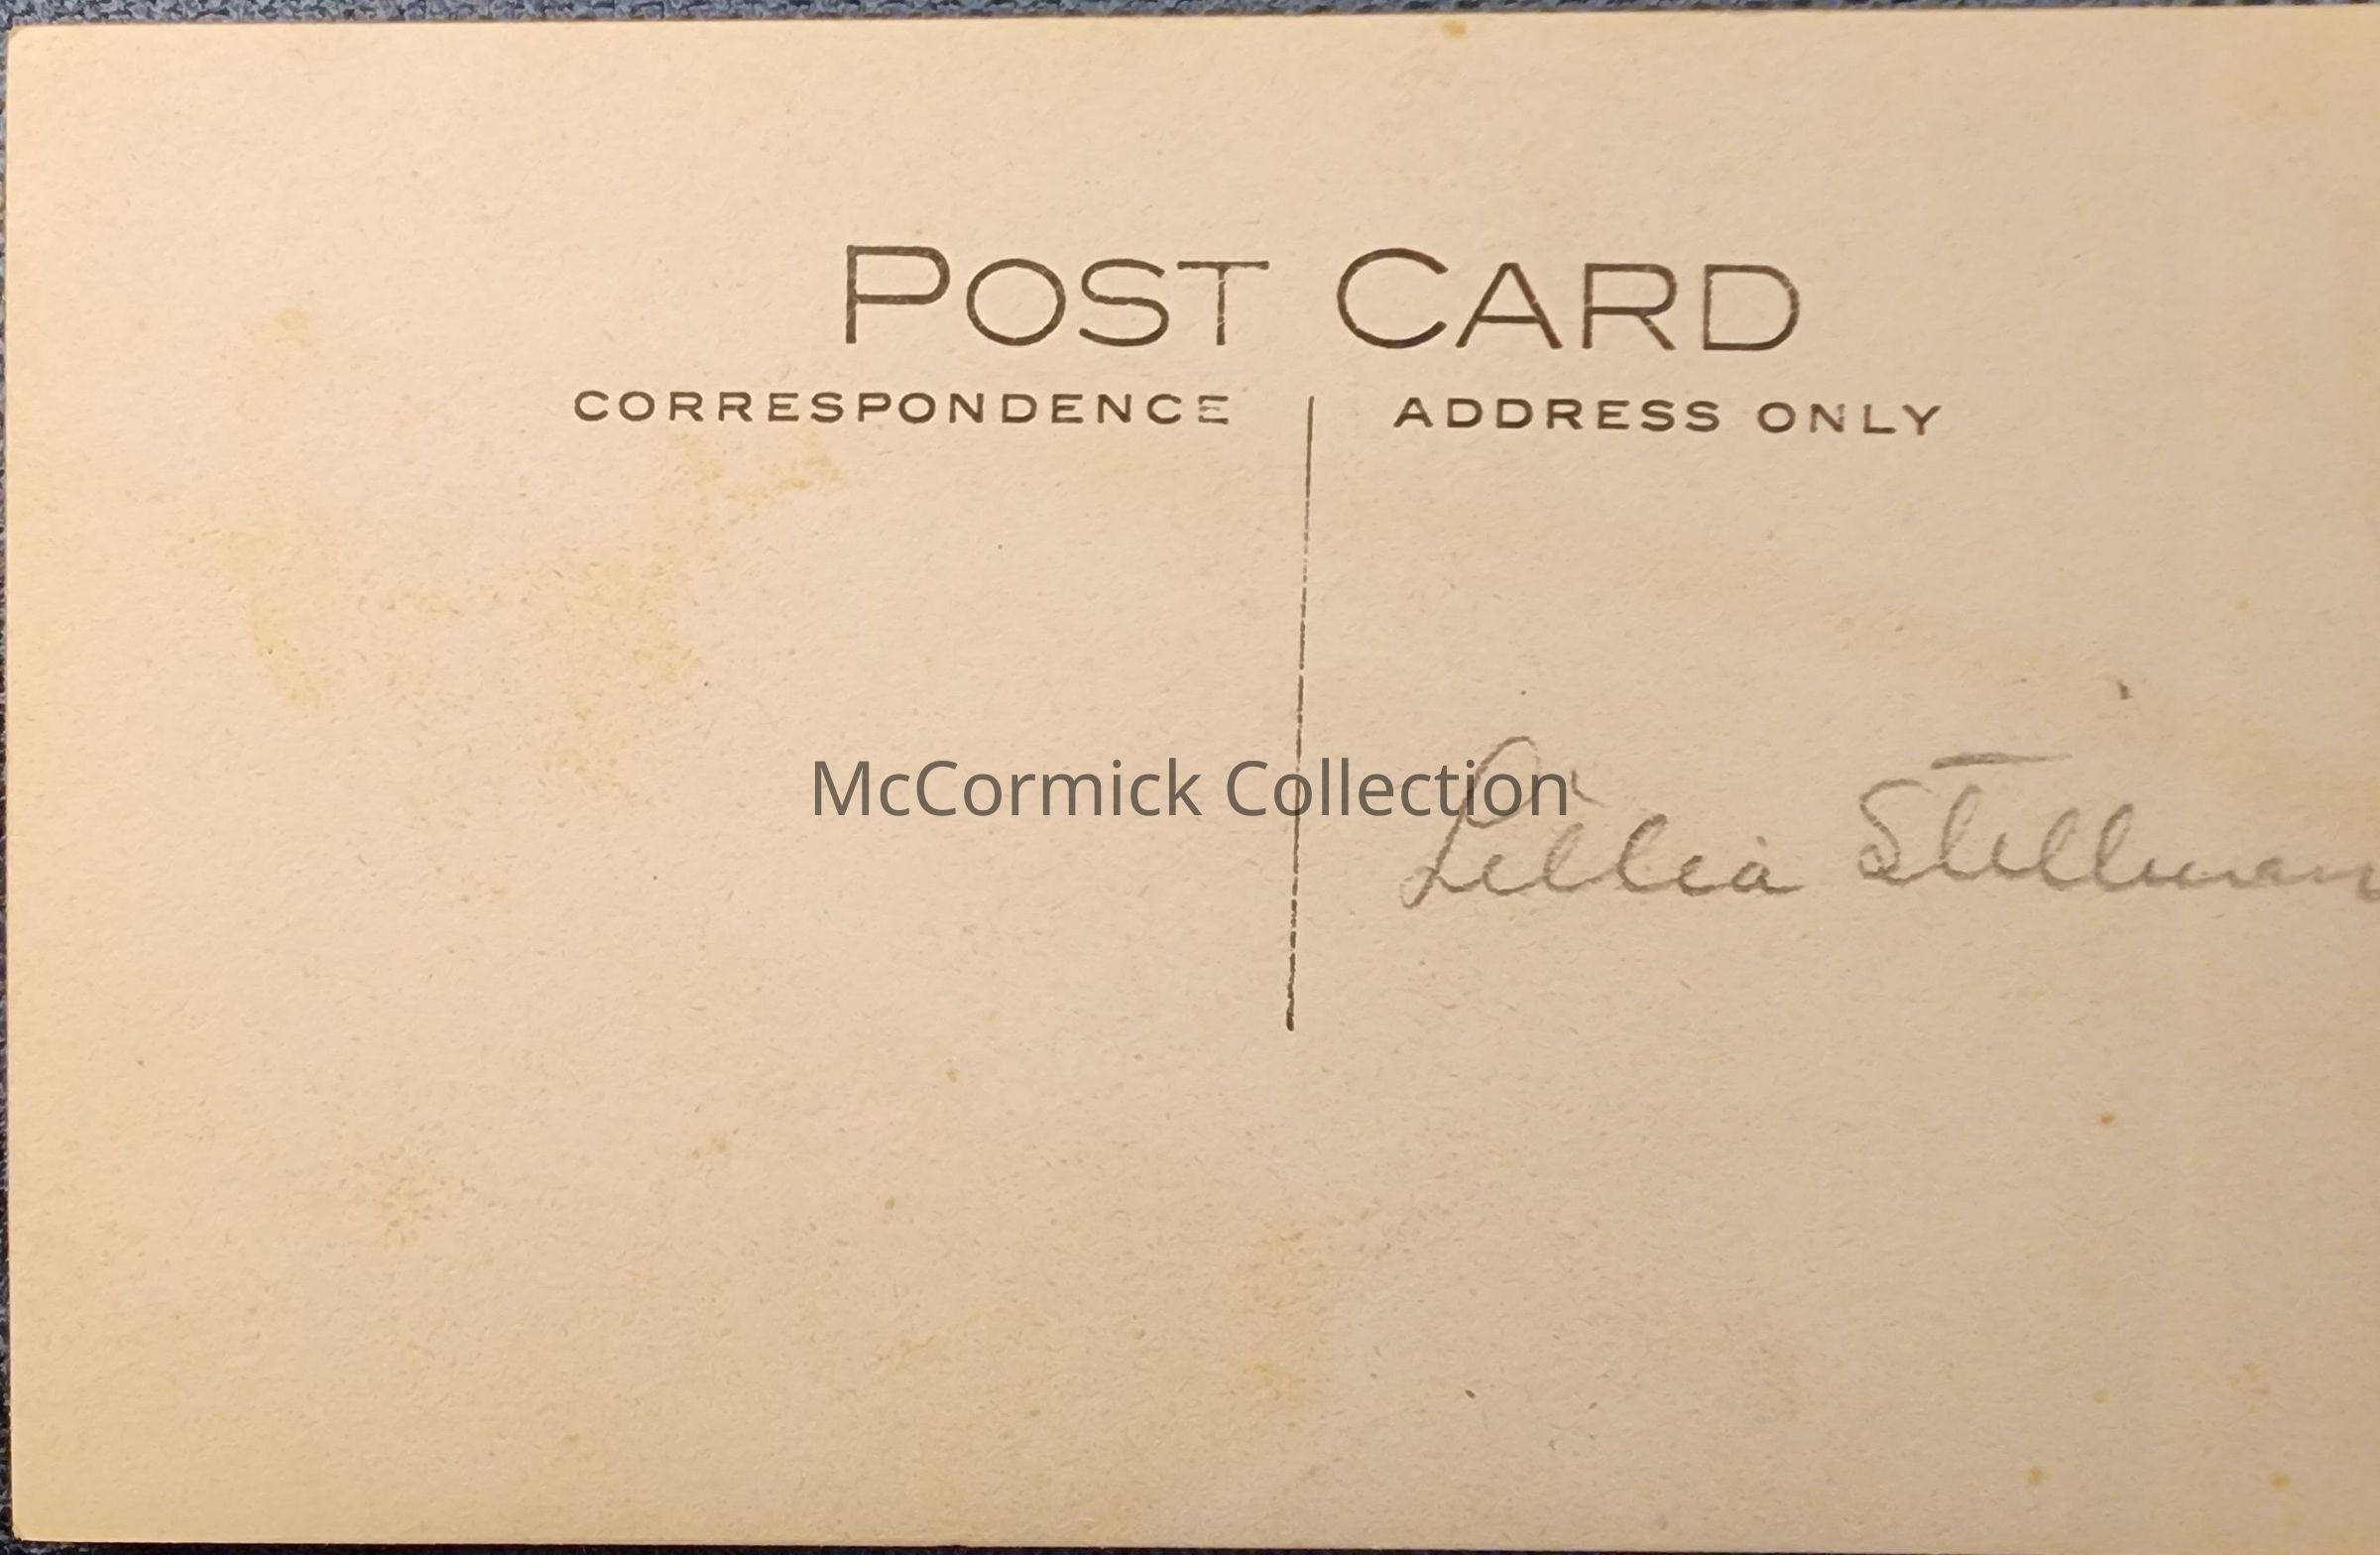 POST CARD
CORRESPONDENCE
ADDRESS ONLY
McCormick Collection
Lillia Stillman